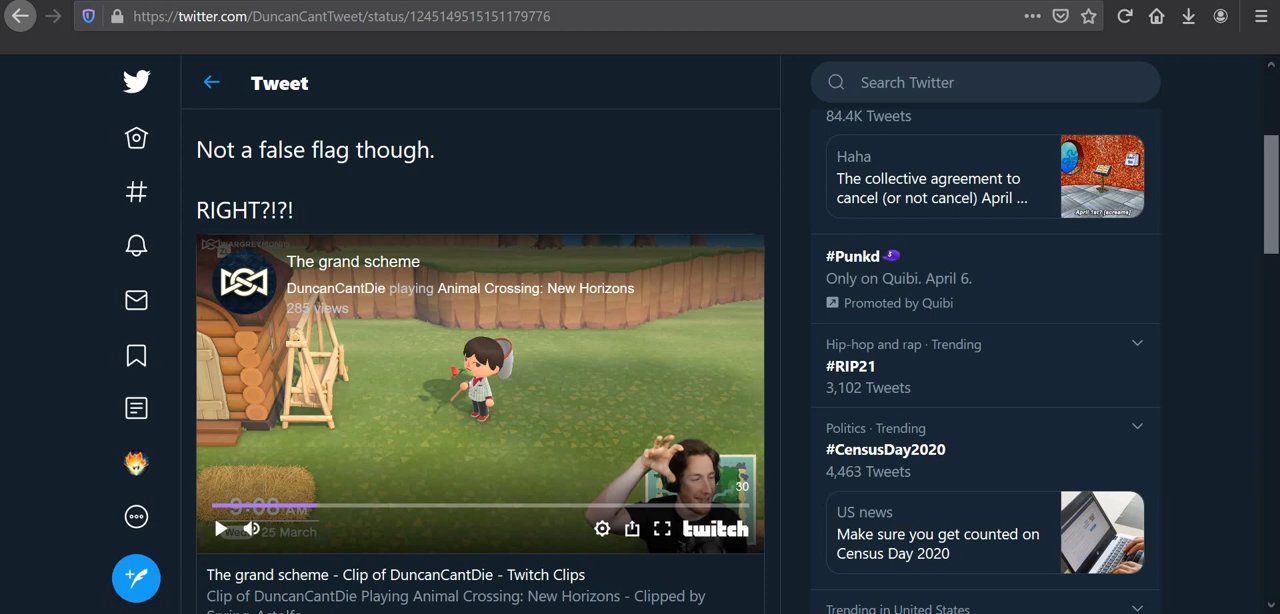 https://twitter.com/DuncanCantTweet/status/1245149515151179776
Tweet
Not a false flag though.
RIGHT?!?!
The grand scheme
DuncanCantDie playing Animal Crossing: New Horizons
285 views
30
9:08 AM
25 March
twitch
The grand scheme - Clip of DuncanCantDie - Twitch Clips
Clip of DuncanCantDie Playing Animal Crossing: New Horizons - Clipped by
Search Twitter
84.4K Tweets
Haha
The collective agreement to
cancel (or not cancel) April ...
April 1st? [screams]
#Punkd
Only on Quibi. April 6.
Promoted by Quibi
Hip-hop and rap · Trending
#RIP21
3,102 Tweets
Politics · Trending
#CensusDay2020
4,463 Tweets
US news
Make sure you get counted on
Census Day 2020
Trending in United States